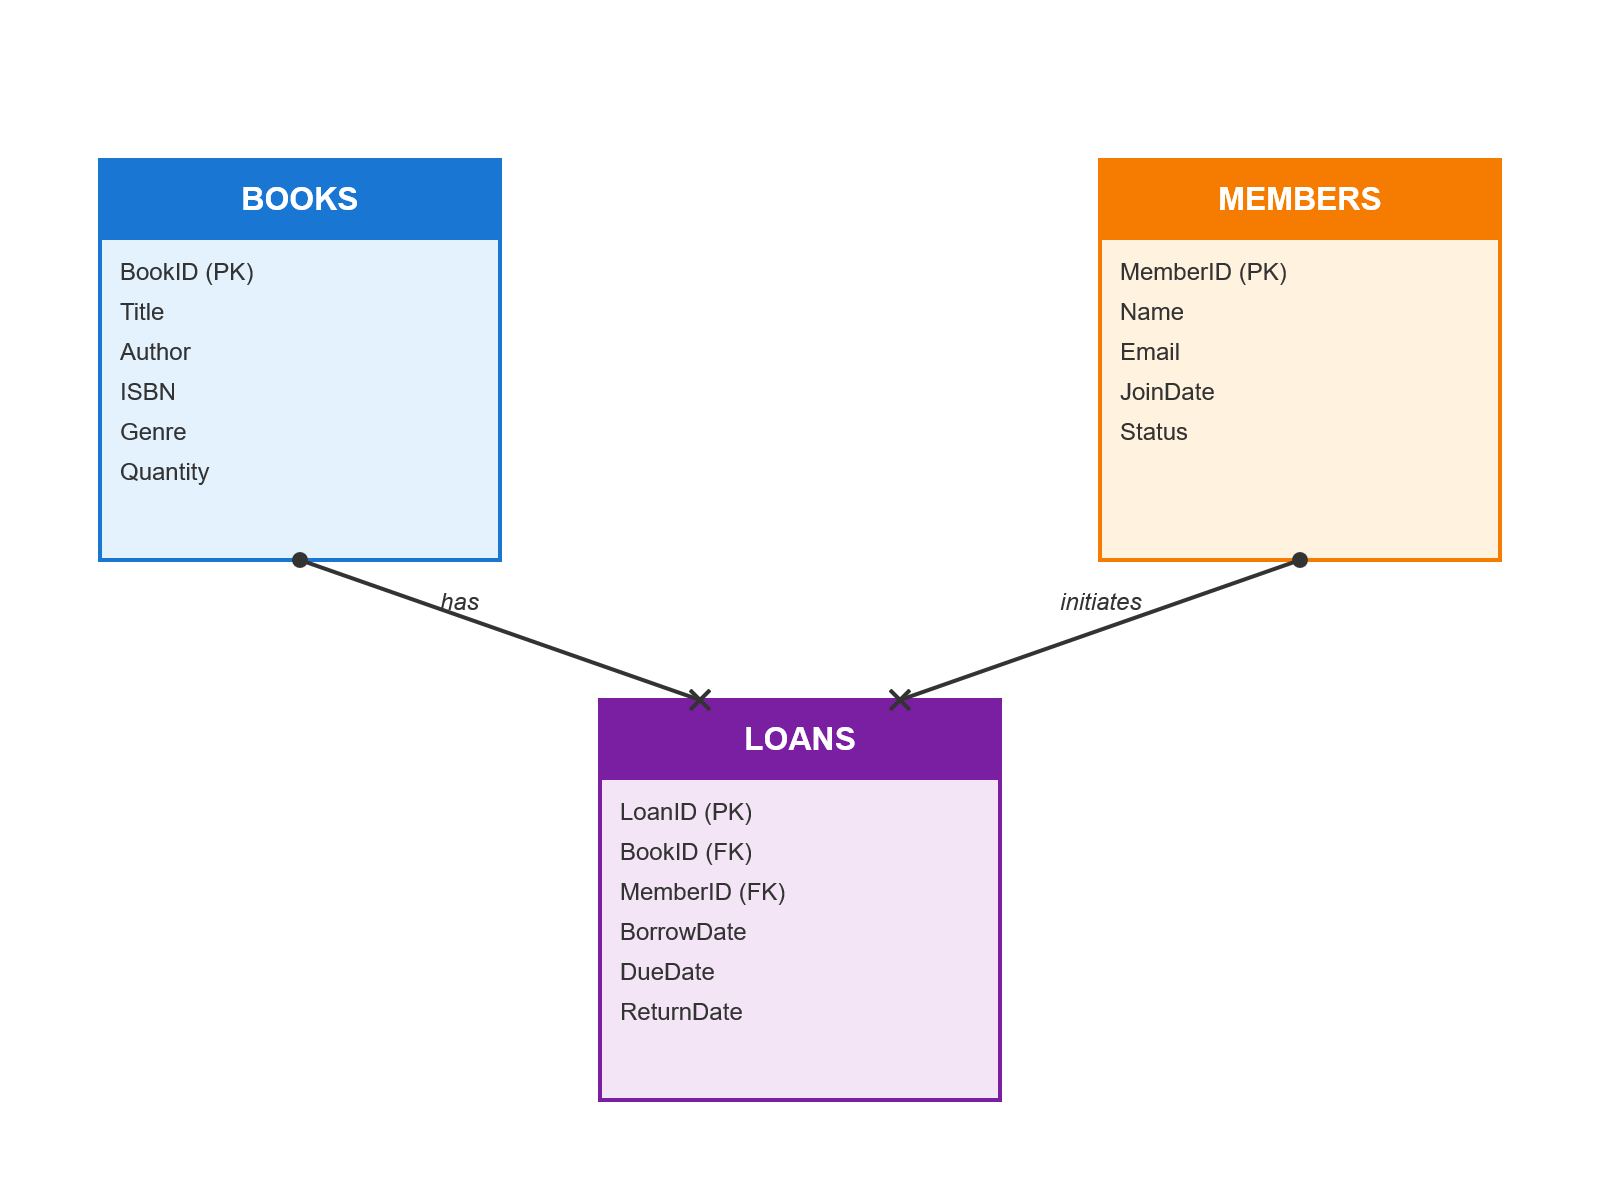 BOOKS
BookID (PK)
Title
Author
ISBN
Genre
Quantity
MEMBERS
MemberID (PK)
Name
Email
JoinDate
Status
has
initiates
LOANS
LoanID (PK)
BookID (FK)
MemberID (FK)
BorrowDate
DueDate
ReturnDate